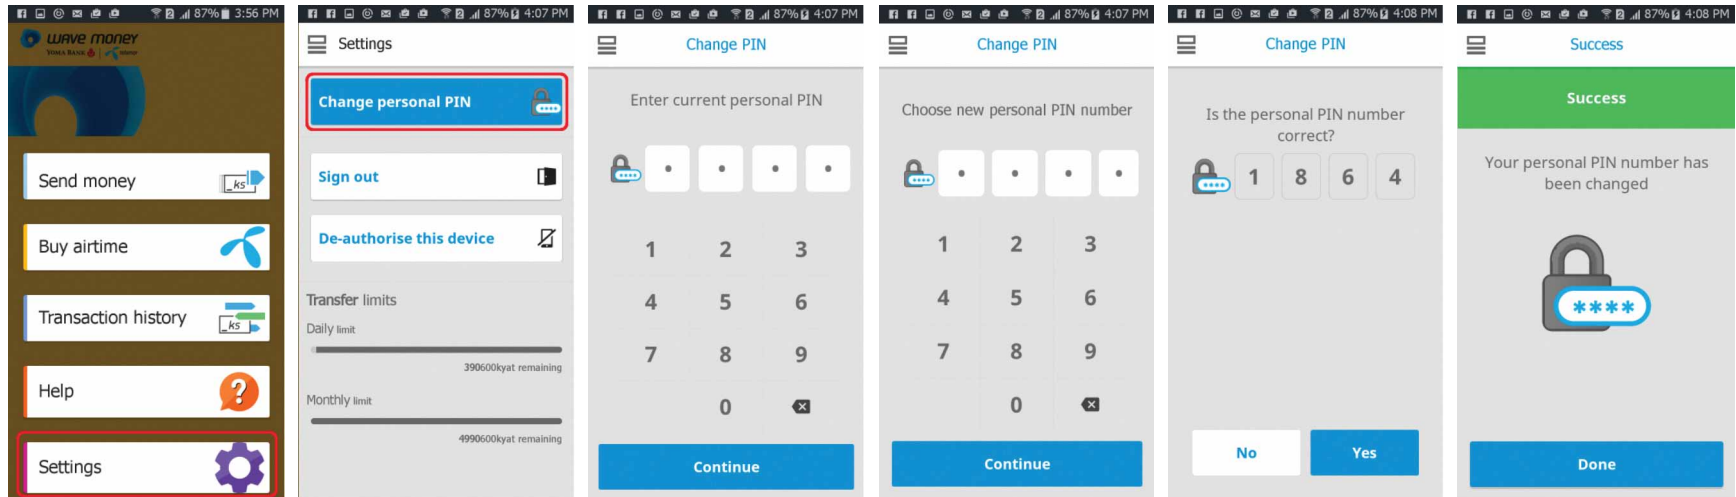 87% 3:56 PM
WAVE MONEY
YOMA BANK
Send money
_ks
Buy airtime
Transaction history
_ks
Help
?
Settings
87% 4:07 PM
Settings
Change personal PIN
Sign out
De-authorise this device
Transfer limits
Daily limit
390600kyat remaining
Monthly limit
4990600kyat remaining
87% 4:07 PM
Change PIN
Enter current personal PIN
1 2 3
4 5 6
7 8 9
0
Continue
87% 4:07 PM
Change PIN
Choose new personal PIN number
1 2 3
4 5 6
7 8 9
0
Continue
87% 4:08 PM
Change PIN
Is the personal PIN number
correct?
1 8 6 4
No Yes
87% 4:08 PM
Success
Success
Your personal PIN number has
been changed
****
Done